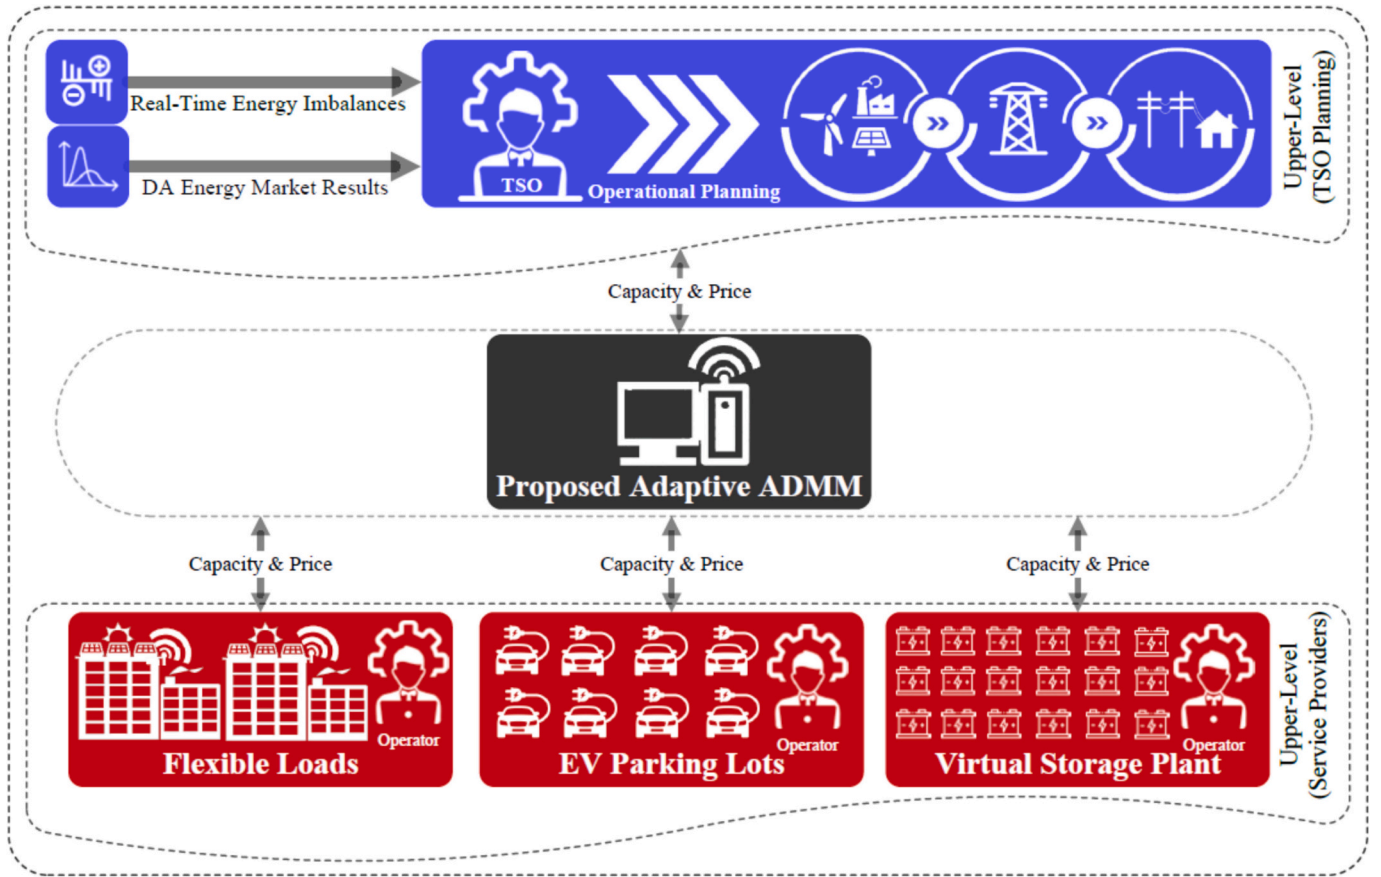 Real-Time Energy Imbalances
DA Energy Market Results
TSO
Operational Planning
Upper-Level
(TSO Planning)
Capacity & Price
Proposed Adaptive ADMM
Capacity & Price
Capacity & Price
Capacity & Price
Operator
Flexible Loads
Operator
EV Parking Lots
Operator
Virtual Storage Plant
Upper-Level
(Service Providers)